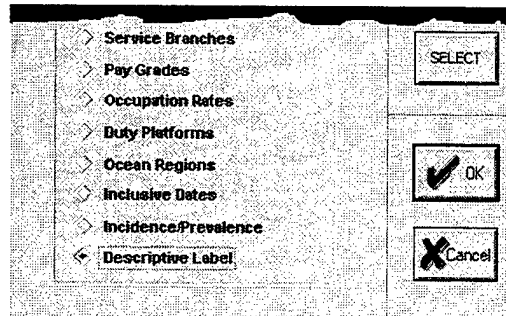 Service Branches
Pay Grades
Occupation Rates
Duty Platforms
Ocean Regions
Inclusive Dates
Incidence/Prevalence
Descriptive Label
SELECT
OK
Cancel